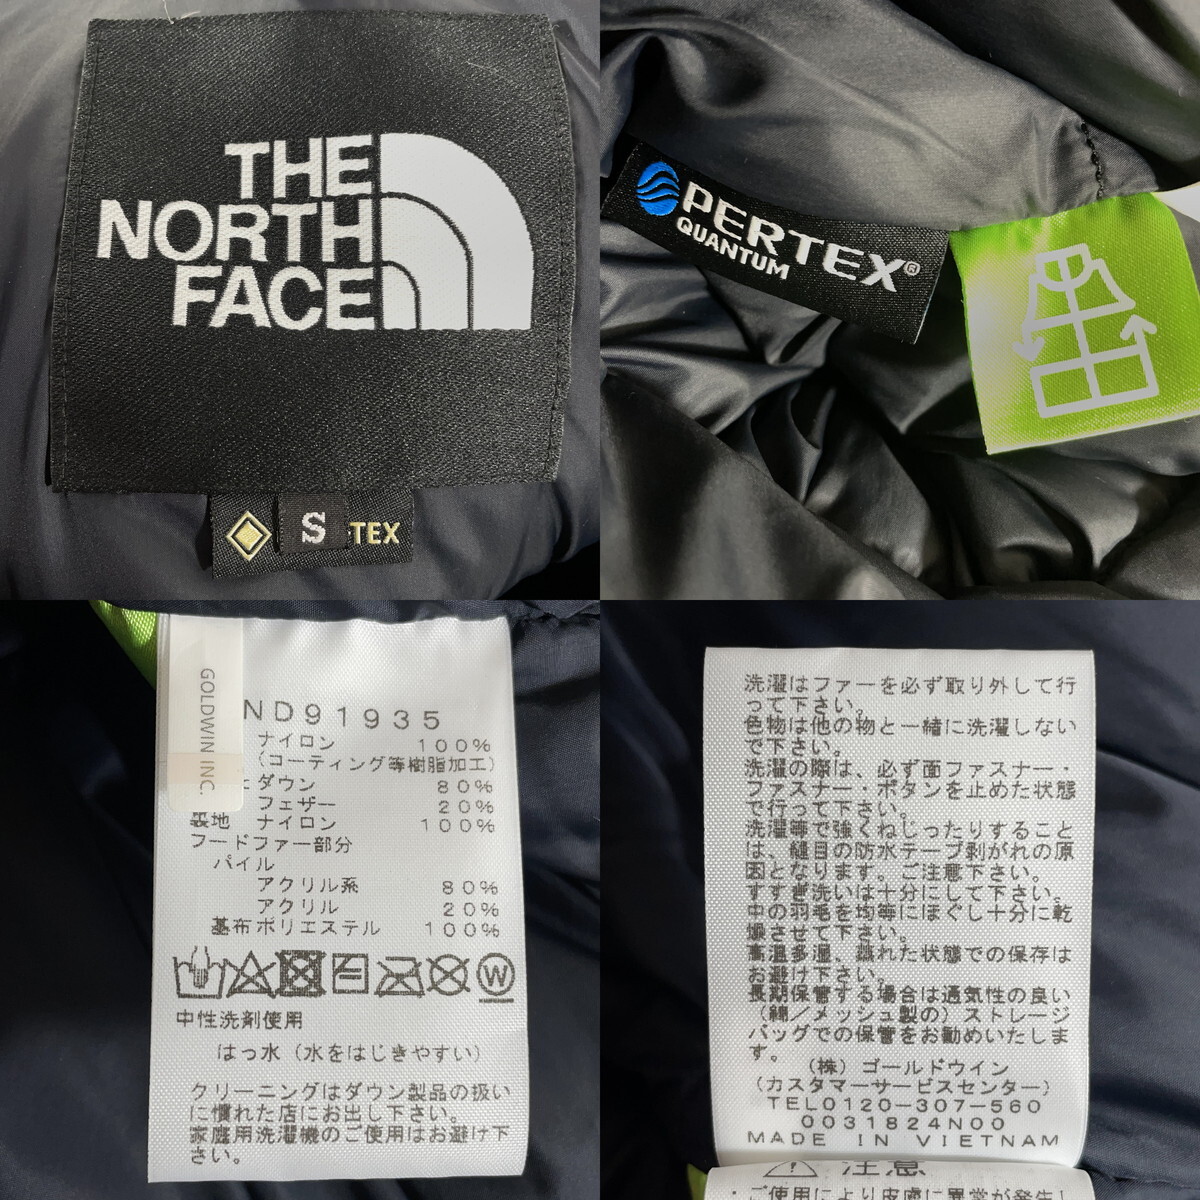 THE
NORTH
FACE
S
TEX
PERTEX®
QUANTUM
GOLDWIN INC.
ND91935
ナイロン 100%
(コーティング等樹脂加工)
ダウン 80%
フェザー 20%
裏地 ナイロン 100%
フードファー部分
パイル
アクリル系 80%
アクリル 20%
基布ポリエステル 100%
W
中性洗剤使用
はっ水（水をはじきやすい）
クリーニングはダウン製品の扱い
に慣れた店にお出し下さい。
家庭用洗濯機のご使用はお避け下
さい。
洗濯はファーを必ず取り外して行
って下さい。
色物は他の物と一緒に洗濯しない
で下さい。
洗濯の際は、必ず面ファスナー・
ファスナー・ボタンを止めた状態
で行って下さい。
洗濯等で強くねじったりすること
は、縫目の防水テープ剥がれの原
因となります。ご注意下さい。
すすぎ洗いは十分にして下さい。
中の羽毛を均等にほぐし十分に乾
燥させて下さい。
高温多湿、蒸れた状態での保存は
お避け下さい。
長期保管する場合は通気性の良い
（綿／メッシュ製の）ストレージ
バッグでの保管をお勧めいたしま
す。
（株）ゴールドウイン
（カスタマーサービスセンター）
TEL0120-307-560
0031824N00
MADE IN VIETNAM
注意
・ご使用により皮膚に異常が発生し